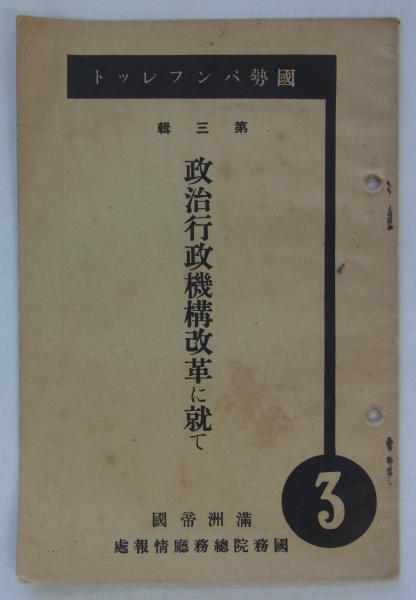 國勢パンフレット
第三輯
政治行政機構改革に就て
3
滿洲帝國
國務院總務廳情報處